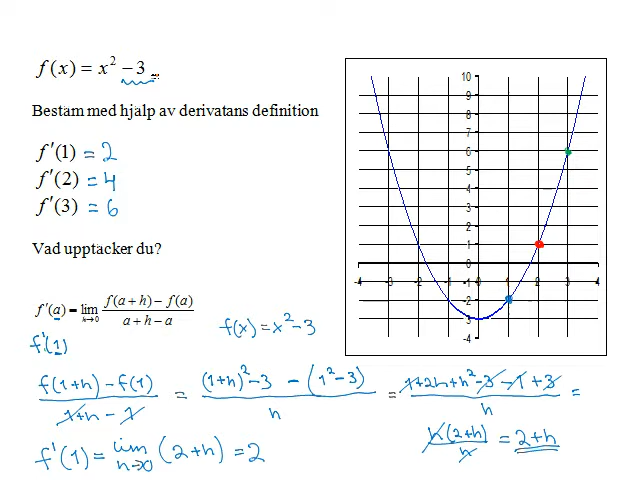 f(x) = x² − 3
Bestäm med hjälp av derivatans definition
f′(1) = 2
f′(2) = 4
f′(3) = 6
Vad upptäcker du?
f′(a) = lim h→0 (f(a+h) − f(a))/(a+h−a)
f(x) = x² − 3
f′(1)
(f(1+h) − f(1))/(1+h − 1) = ((1+h)² − 3 − (1² − 3))/h = (1+2h+h² − 3 − 1 + 3)/h =
h(2+h)/h = 2+h
f′(1) = lim h→0 (2+h) = 2
10
9
8
7
6
5
4
3
2
1
0
-4 -3 -2 -1 0 1 2 3 4
-1
-2
-3
-4